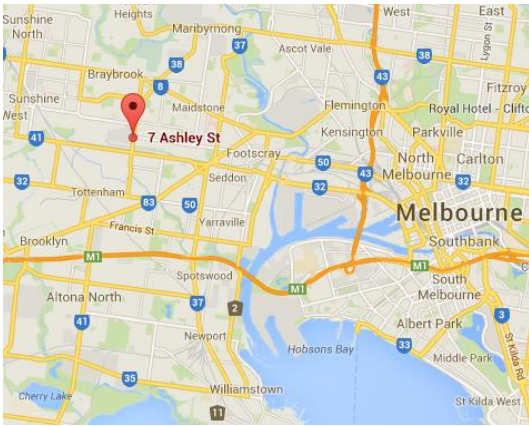 Sunshine
North
Heights
Maribyrnong
37
Ascot Vale
West
East
Lygon St
43
38
38
Braybrook
8
Fitzroy
Sunshine
West
Maidstone
Flemington
Royal Hotel - Clifto
41
7 Ashley St
Kensington
Parkville
Footscray
50
North
Melbourne
Carlton
32
Tottenham
Seddon
32
43
32
83
50
Melbourne
Francis St
Yarraville
Southbank
Brooklyn
M1
M1
M1
Spotswood
South
Melbourne
Altona North
37
2
41
Albert Park
3
Newport
33
St Kilda Rd
Hobsons Bay
Middle Park
35
Williamstown
Cherry Lake
11
St Kilda West